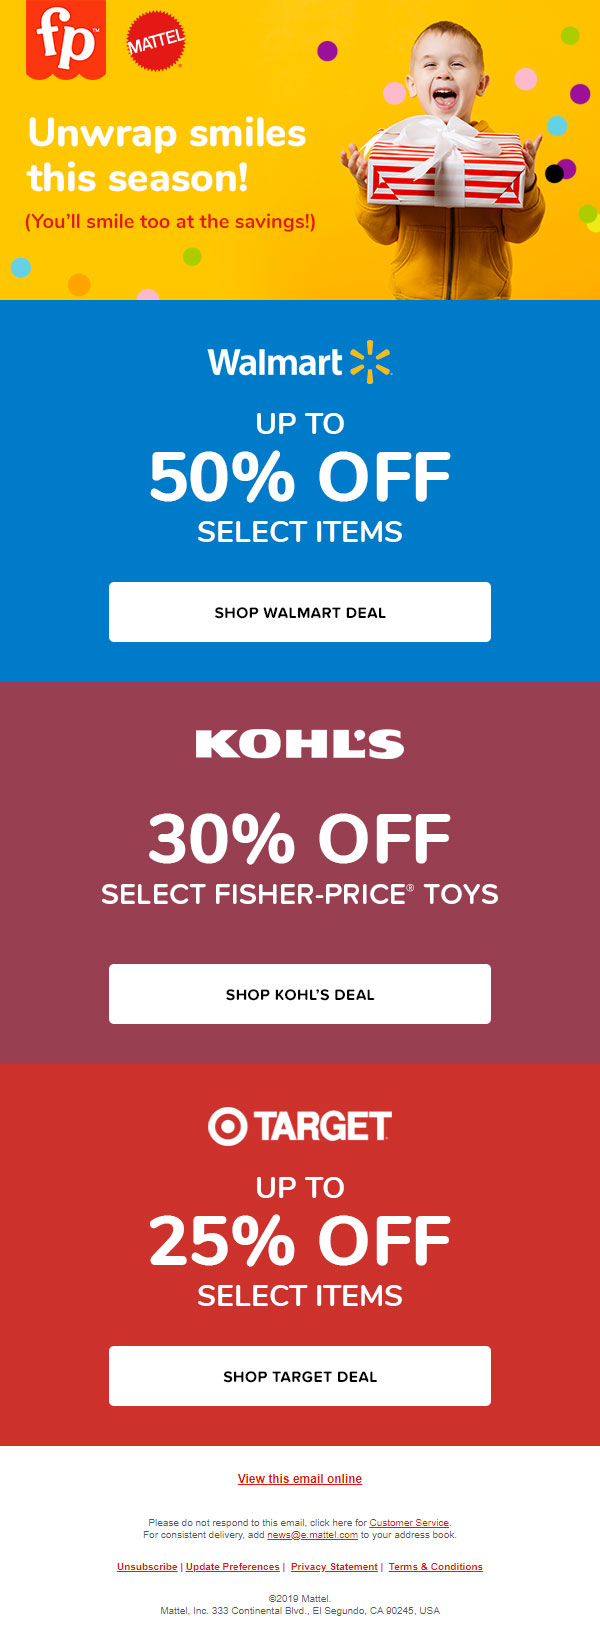 fp™
MATTEL
Unwrap smiles
this season!
(You'll smile too at the savings!)
Walmart
UP TO
50% OFF
SELECT ITEMS
SHOP WALMART DEAL
KOHL'S
30% OFF
SELECT FISHER-PRICE® TOYS
SHOP KOHL'S DEAL
TARGET
UP TO
25% OFF
SELECT ITEMS
SHOP TARGET DEAL
View this email online
Please do not respond to this email, click here for Customer Service.
For consistent delivery, add news@e.mattel.com to your address book.
Unsubscribe | Update Preferences | Privacy Statement | Terms & Conditions
©2019 Mattel.
Mattel, Inc. 333 Continental Blvd., El Segundo, CA 90245, USA